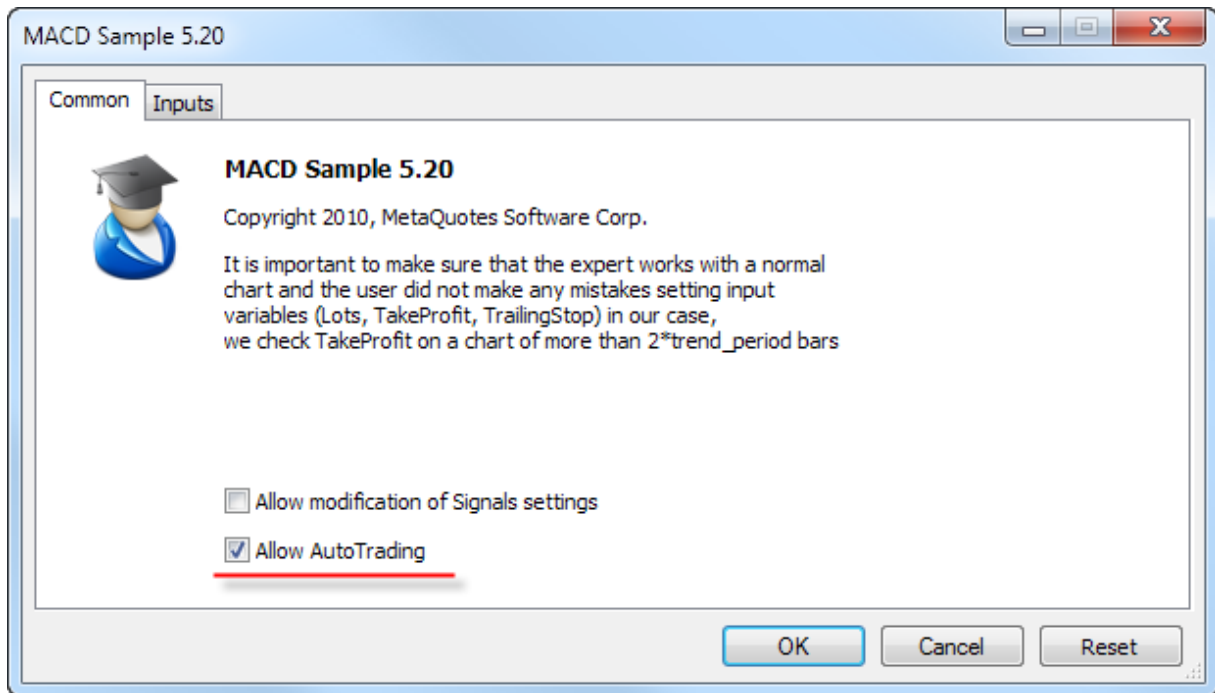 MACD Sample 5.20
Common
Inputs
MACD Sample 5.20
Copyright 2010, MetaQuotes Software Corp.
It is important to make sure that the expert works with a normal
chart and the user did not make any mistakes setting input
variables (Lots, TakeProfit, TrailingStop) in our case,
we check TakeProfit on a chart of more than 2*trend_period bars
Allow modification of Signals settings
Allow AutoTrading
OK
Cancel
Reset